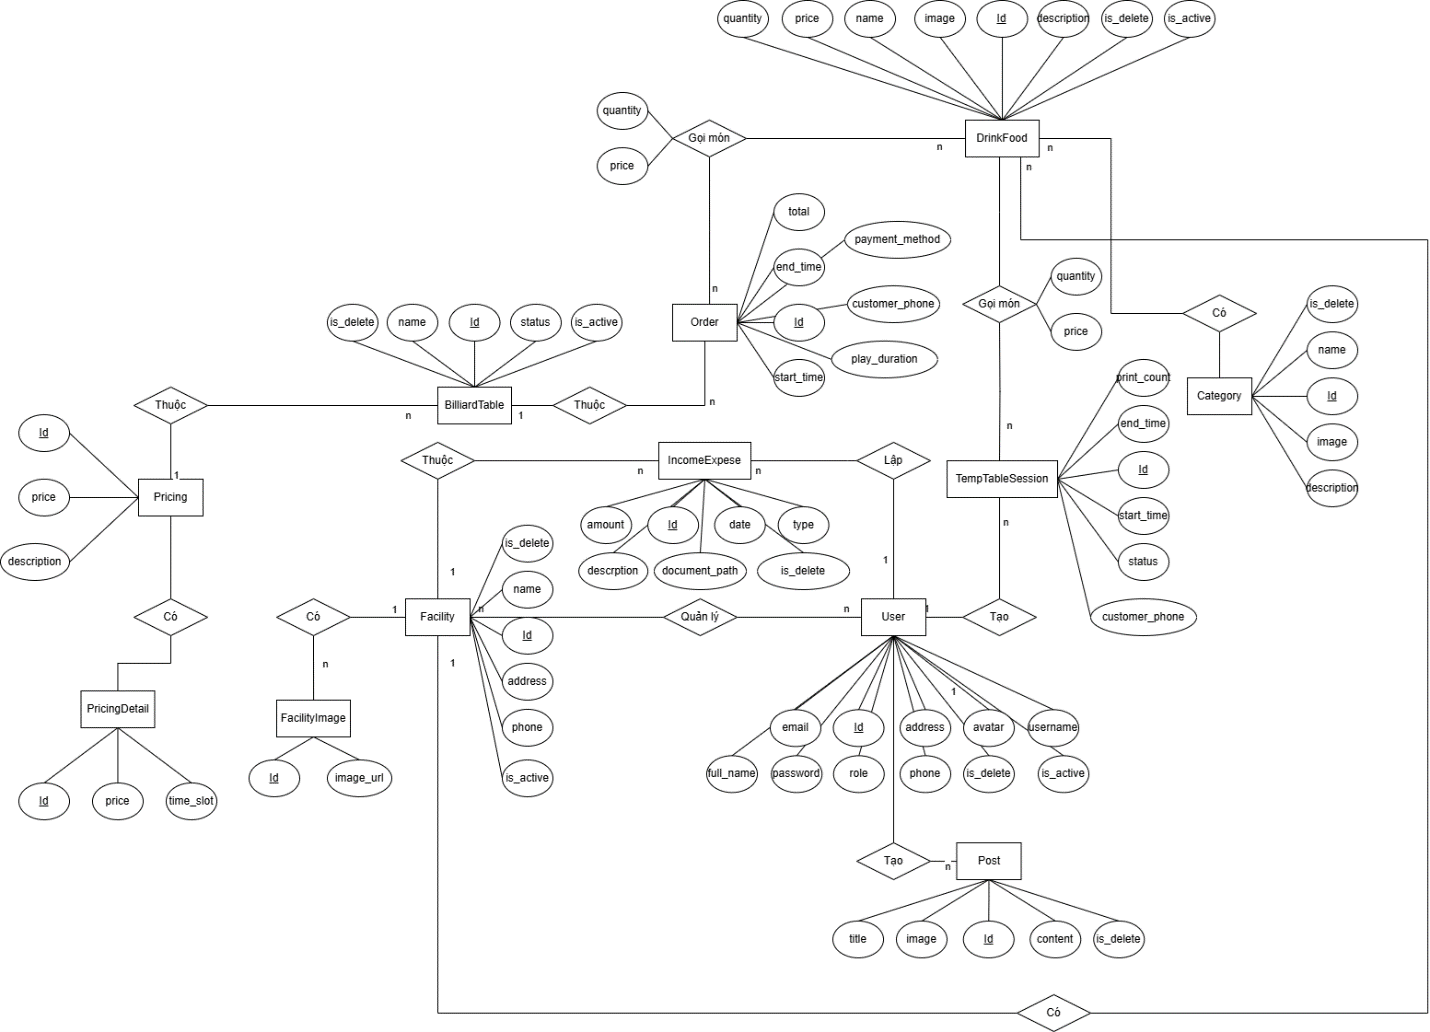 quantity
price
name
image
Id
description
is_delete
is_active
quantity
Gọi món
n
DrinkFood
n
n
price
total
payment_method
end_time
quantity
n
Gọi món
is_delete
customer_phone
Có
is_delete
name
Id
status
is_active
Order
Id
price
name
play_duration
start_time
print_count
Thuộc
n
BilliardTable
1
Thuộc
n
Category
Id
Id
end_time
n
image
Thuộc
n
IncomeExpese
n
Lập
1
TempTableSession
Id
description
price
Pricing
amount
Id
date
type
n
start_time
is_delete
description
1
descrption
document_path
is_delete
1
status
name
Có
Có
1
Facility
n
Quản lý
n
User
1
Tạo
customer_phone
Id
n
1
address
1
PricingDetail
FacilityImage
phone
email
Id
address
avatar
username
Id
image_url
is_active
full_name
password
role
phone
is_delete
is_active
Id
price
time_slot
Tạo
n
Post
title
image
Id
content
is_delete
Có